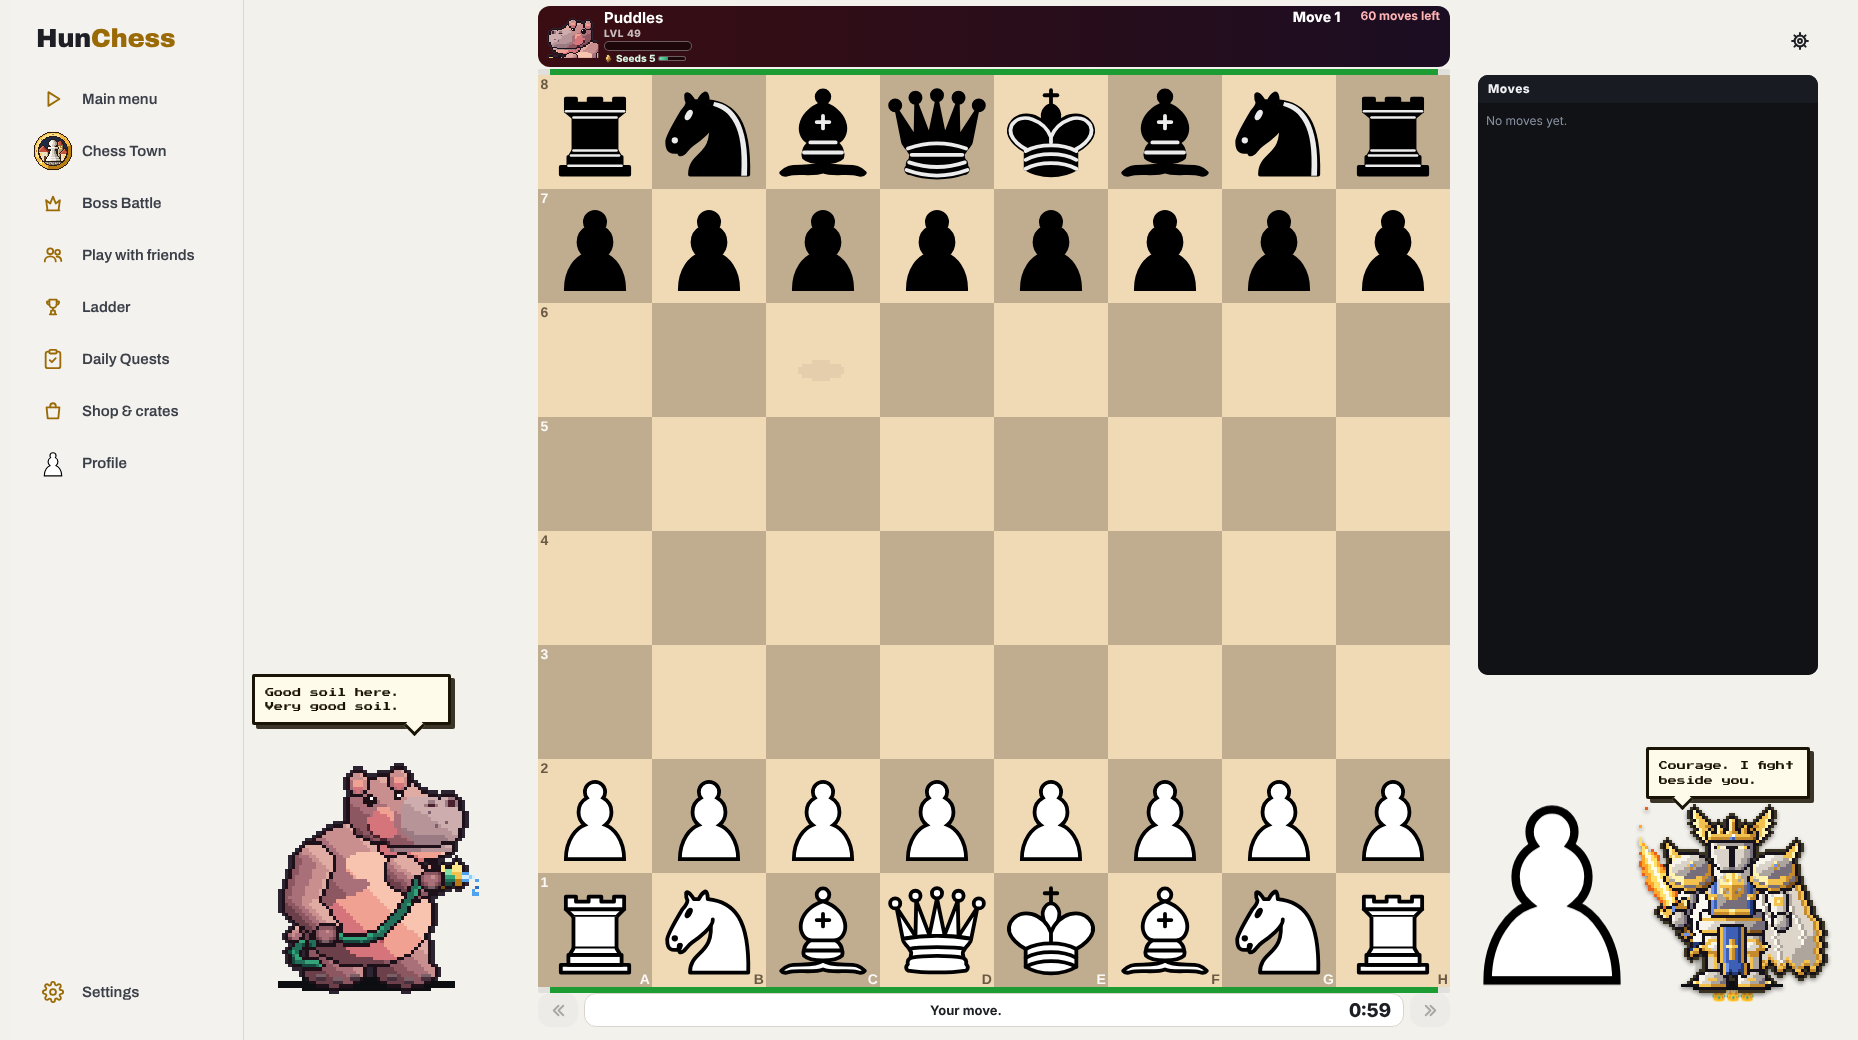 HunChess
Main menu
Chess Town
Boss Battle
Play with friends
Ladder
Daily Quests
Shop & crates
Profile
Settings
Good soil here.
Very good soil.
Puddles
LVL 49
Seeds 5
Move 1
60 moves left
8
7
6
5
4
3
2
1
A
B
C
D
E
F
G
H
Your move.
0:59
Moves
No moves yet.
Courage. I fight
beside you.